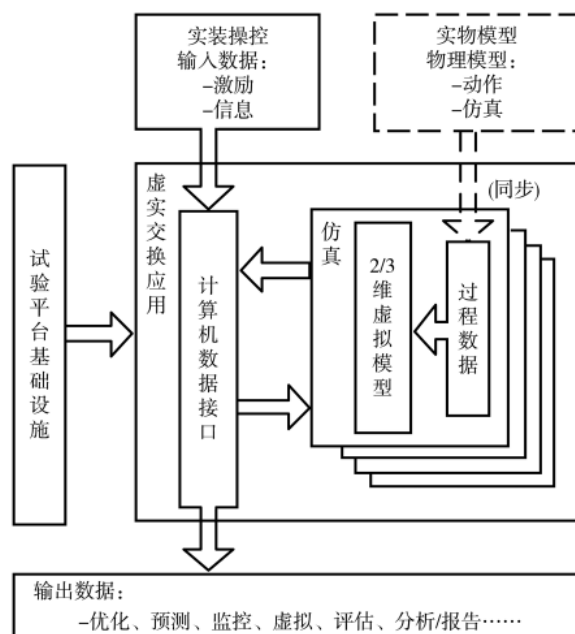 实装操控
输入数据：
-激励
-信息
实物模型
物理模型：
-动作
-仿真
(同步)
试验平台基础设施
虚实交换应用
计算机数据接口
仿真
2/3
维虚拟模型
过程数据
输出数据：
-优化、预测、监控、虚拟、评估、分析/报告……